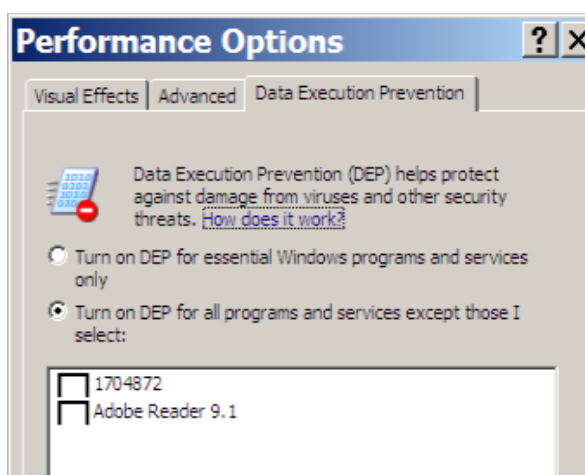 Performance Options
? X
Visual Effects Advanced Data Execution Prevention
Data Execution Prevention (DEP) helps protect
against damage from viruses and other security
threats. How does it work?
Turn on DEP for essential Windows programs and services
only
Turn on DEP for all programs and services except those I
select:
1704872
Adobe Reader 9.1